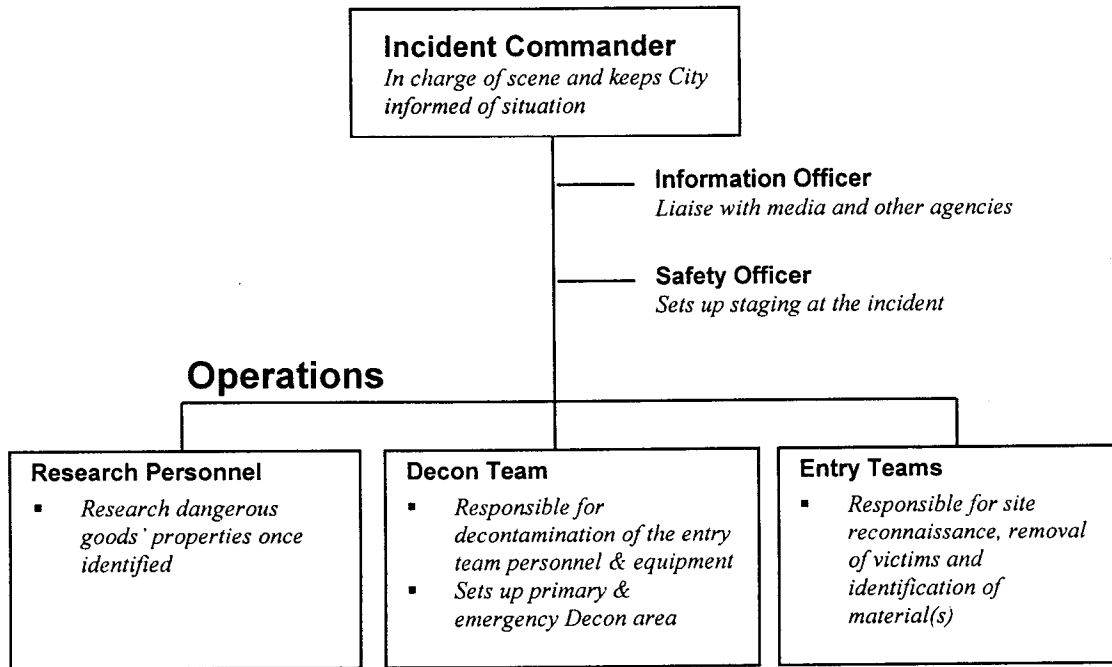 Incident Commander
In charge of scene and keeps City
informed of situation
Information Officer
Liaise with media and other agencies
Safety Officer
Sets up staging at the incident
Operations
Research Personnel
▪ Research dangerous
goods' properties once
identified
Decon Team
▪ Responsible for
decontamination of the entry
team personnel & equipment
▪ Sets up primary &
emergency Decon area
Entry Teams
▪ Responsible for site
reconnaissance, removal
of victims and
identification of
material(s)